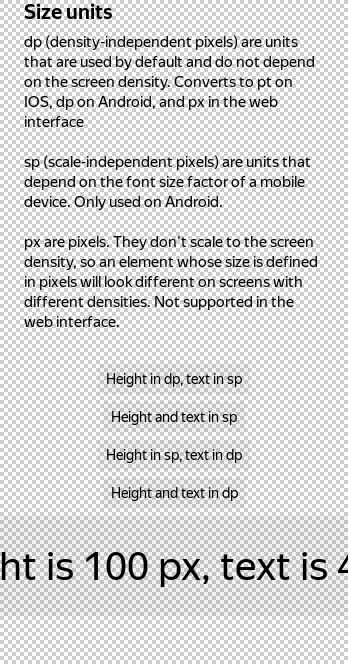 Size units
dp (density-independent pixels) are units
that are used by default and do not depend
on the screen density. Converts to pt on
IOS, dp on Android, and px in the web
interface
sp (scale-independent pixels) are units that
depend on the font size factor of a mobile
device. Only used on Android.
px are pixels. They don't scale to the screen
density, so an element whose size is defined
in pixels will look different on screens with
different densities. Not supported in the
web interface.
Height in dp, text in sp
Height and text in sp
Height in sp, text in dp
Height and text in dp
ht is 100 px, text is 4